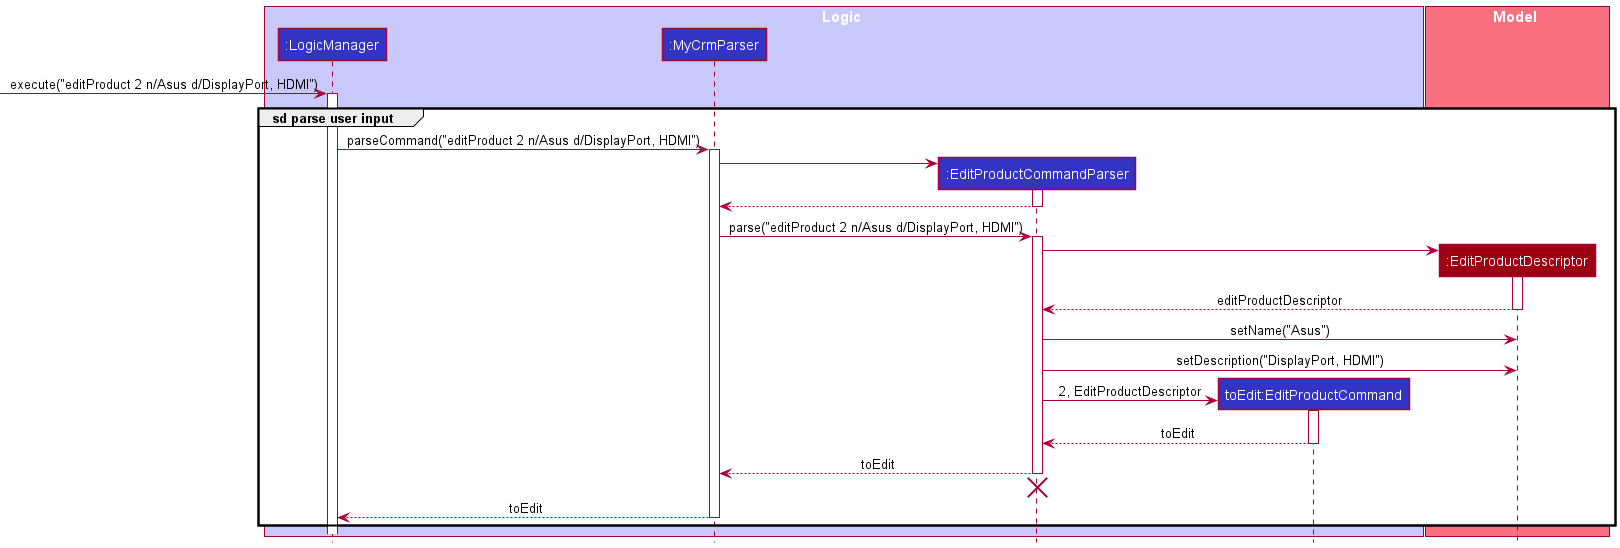 Logic
Model
:LogicManager
:MyCrmParser
execute("editProduct 2 n/Asus d/DisplayPort, HDMI")
sd parse user input
parseCommand("editProduct 2 n/Asus d/DisplayPort, HDMI")
:EditProductCommandParser
parse("editProduct 2 n/Asus d/DisplayPort, HDMI")
:EditProductDescriptor
editProductDescriptor
setName("Asus")
setDescription("DisplayPort, HDMI")
2, EditProductDescriptor
toEdit:EditProductCommand
toEdit
toEdit
toEdit